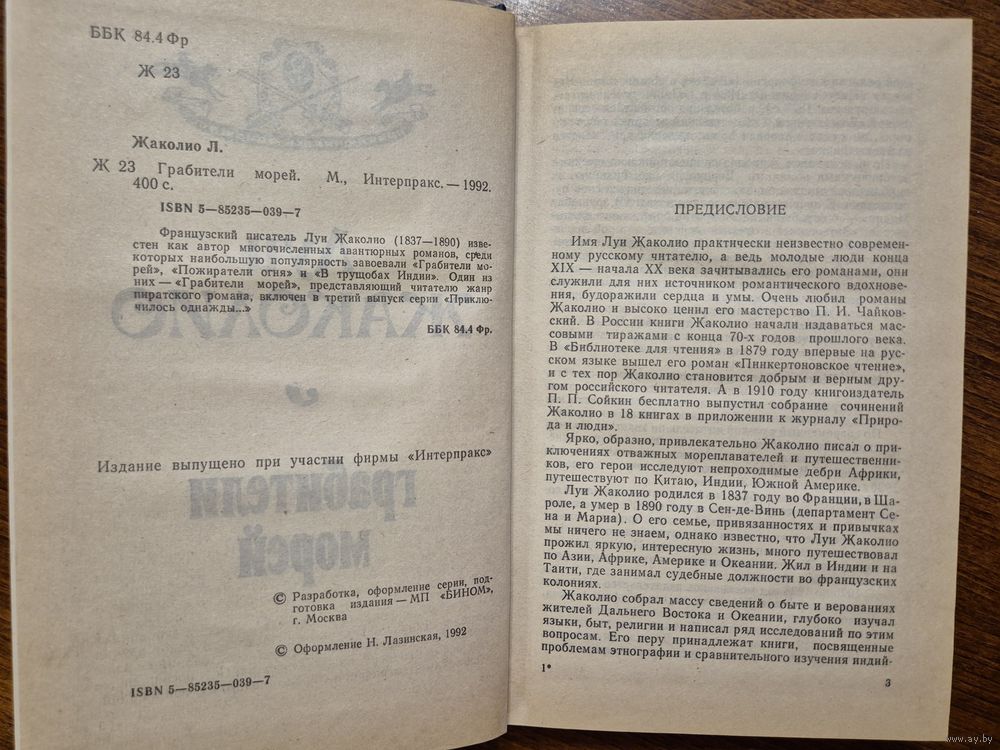 ББК 84.4 Фр
Ж 23
Жаколио Л.
Ж 23 Грабители морей. М., Интерпракс. — 1992.
400 с.
ISBN 5—85235—039—7
Французский писатель Луи Жаколио (1837—1890) изве-
стен как автор многочисленных авантюрных романов, среди
которых наибольшую популярность завоевали «Грабители мо-
рей», «Пожиратели огня» и «В трущобах Индии». Один из
них — «Грабители морей», представляющий читателю жанр
пиратского романа, включен в третий выпуск серии «Приклю-
чилось однажды...»
ББК 84.4 Фр.
ЖАКОЛИО
Издание выпущено при участии фирмы «Интерпракс»
грабители
морей
© Разработка, оформление серии, под-
готовка издания — МП «БИНОМ»,
г. Москва
© Оформление Н. Лазинская, 1992
ISBN 5—85235—039—7
ПРЕДИСЛОВИЕ
Имя Луи Жаколио практически неизвестно современ-
ному русскому читателю, а ведь молодые люди конца
XIX — начала XX века зачитывались его романами, они
служили для них источником романтического вдохнове-
ния, будоражили сердца и умы. Очень любил романы
Жаколио и высоко ценил его мастерство П. И. Чайков-
ский. В России книги Жаколио начали издаваться мас-
совыми тиражами с конца 70-х годов прошлого века.
В «Библиотеке для чтения» в 1879 году впервые на рус-
ском языке вышел его роман «Пинкертоновское чтение»,
и с тех пор Жаколио становится добрым и верным дру-
гом российского читателя. А в 1910 году книгоиздатель
П. П. Сойкин бесплатно выпустил собрание сочинений
Жаколио в 18 книгах в приложении к журналу «Приро-
да и люди».
Ярко, образно, привлекательно Жаколио писал о при-
ключениях отважных мореплавателей и путешественни-
ков, его герои исследуют непроходимые дебри Африки,
путешествуют по Китаю, Индии, Южной Америке.
Луи Жаколио родился в 1837 году во Франции, в Ша-
роле, а умер в 1890 году в Сен-де-Винь (департамент Се-
на и Мариа). О его семье, привязанностях и привычках
мы ничего не знаем, однако известно, что Луи Жаколио
прожил яркую, интересную жизнь, много путешествовал
по Азии, Африке, Америке и Океании. Жил в Индии и на
Таити, где занимал судебные должности во французских
колониях.
Жаколио собрал массу сведений о быте и верованиях
жителей Дальнего Востока и Океании, глубоко изучал
языки, быт, религии и написал ряд исследований по этим
вопросам. Его перу принадлежат книги, посвященные
проблемам этнографии и сравнительного изучения индий-
1*
3
www.ay.by